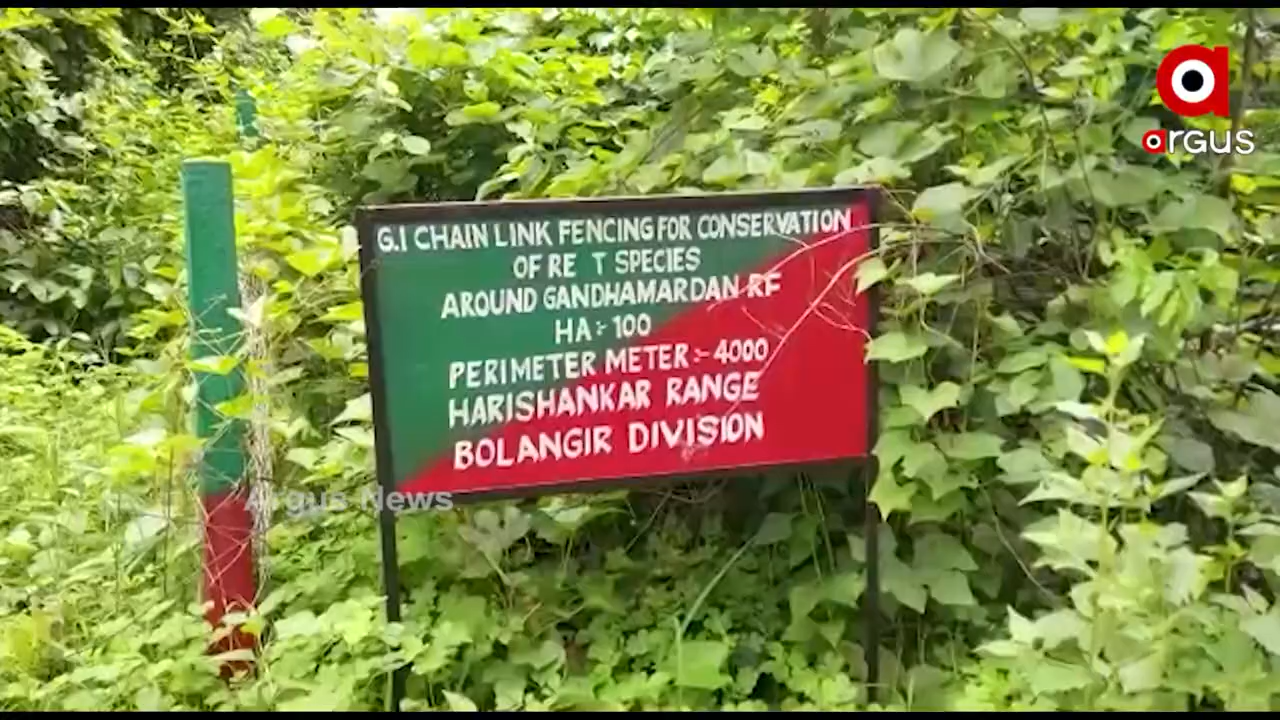 argus
G.I CHAIN LINK FENCING FOR CONSERVATION
OF RE T SPECIES
AROUND GANDHAMARDAN RF
HA :- 100
PERIMETER METER :- 4000
HARISHANKAR RANGE
BOLANGIR DIVISION
Argus News